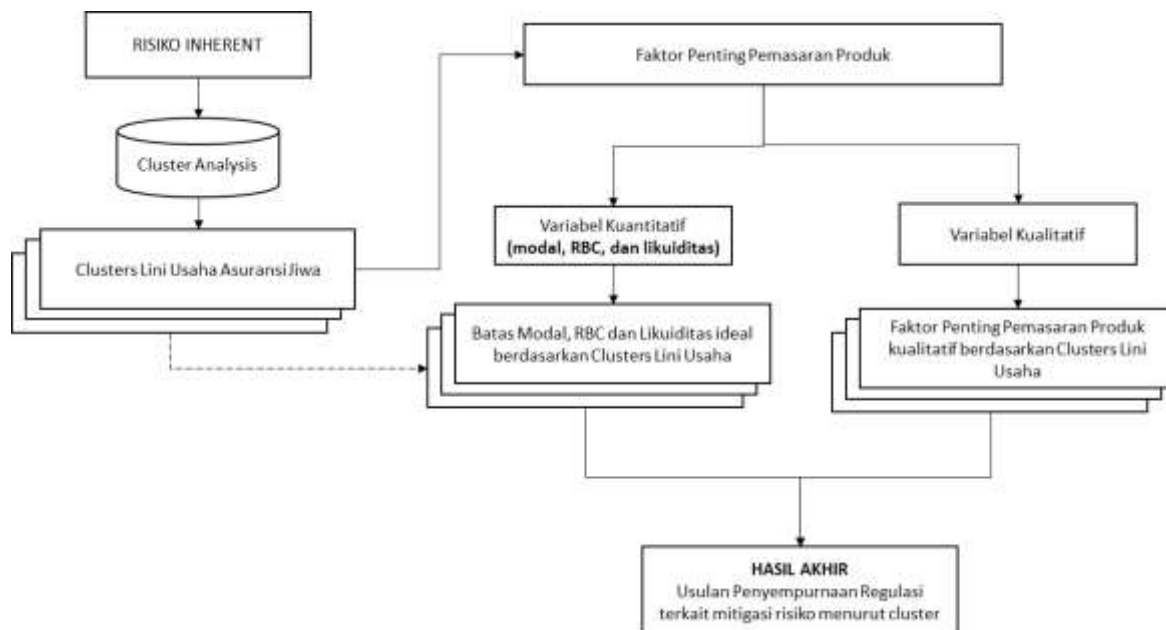 RISIKO INHERENT
Faktor Penting Pemasaran Produk
Cluster Analysis
Variabel Kuantitatif
(modal, RBC, dan likuiditas)
Variabel Kualitatif
Clusters Lini Usaha Asuransi Jiwa
Batas Modal, RBC dan Likuiditas ideal
berdasarkan Clusters Lini Usaha
Faktor Penting Pemasaran Produk
kualitatif berdasarkan Clusters Lini
Usaha
HASIL AKHIR
Usulan Penyempurnaan Regulasi
terkait mitigasi risiko menurut cluster